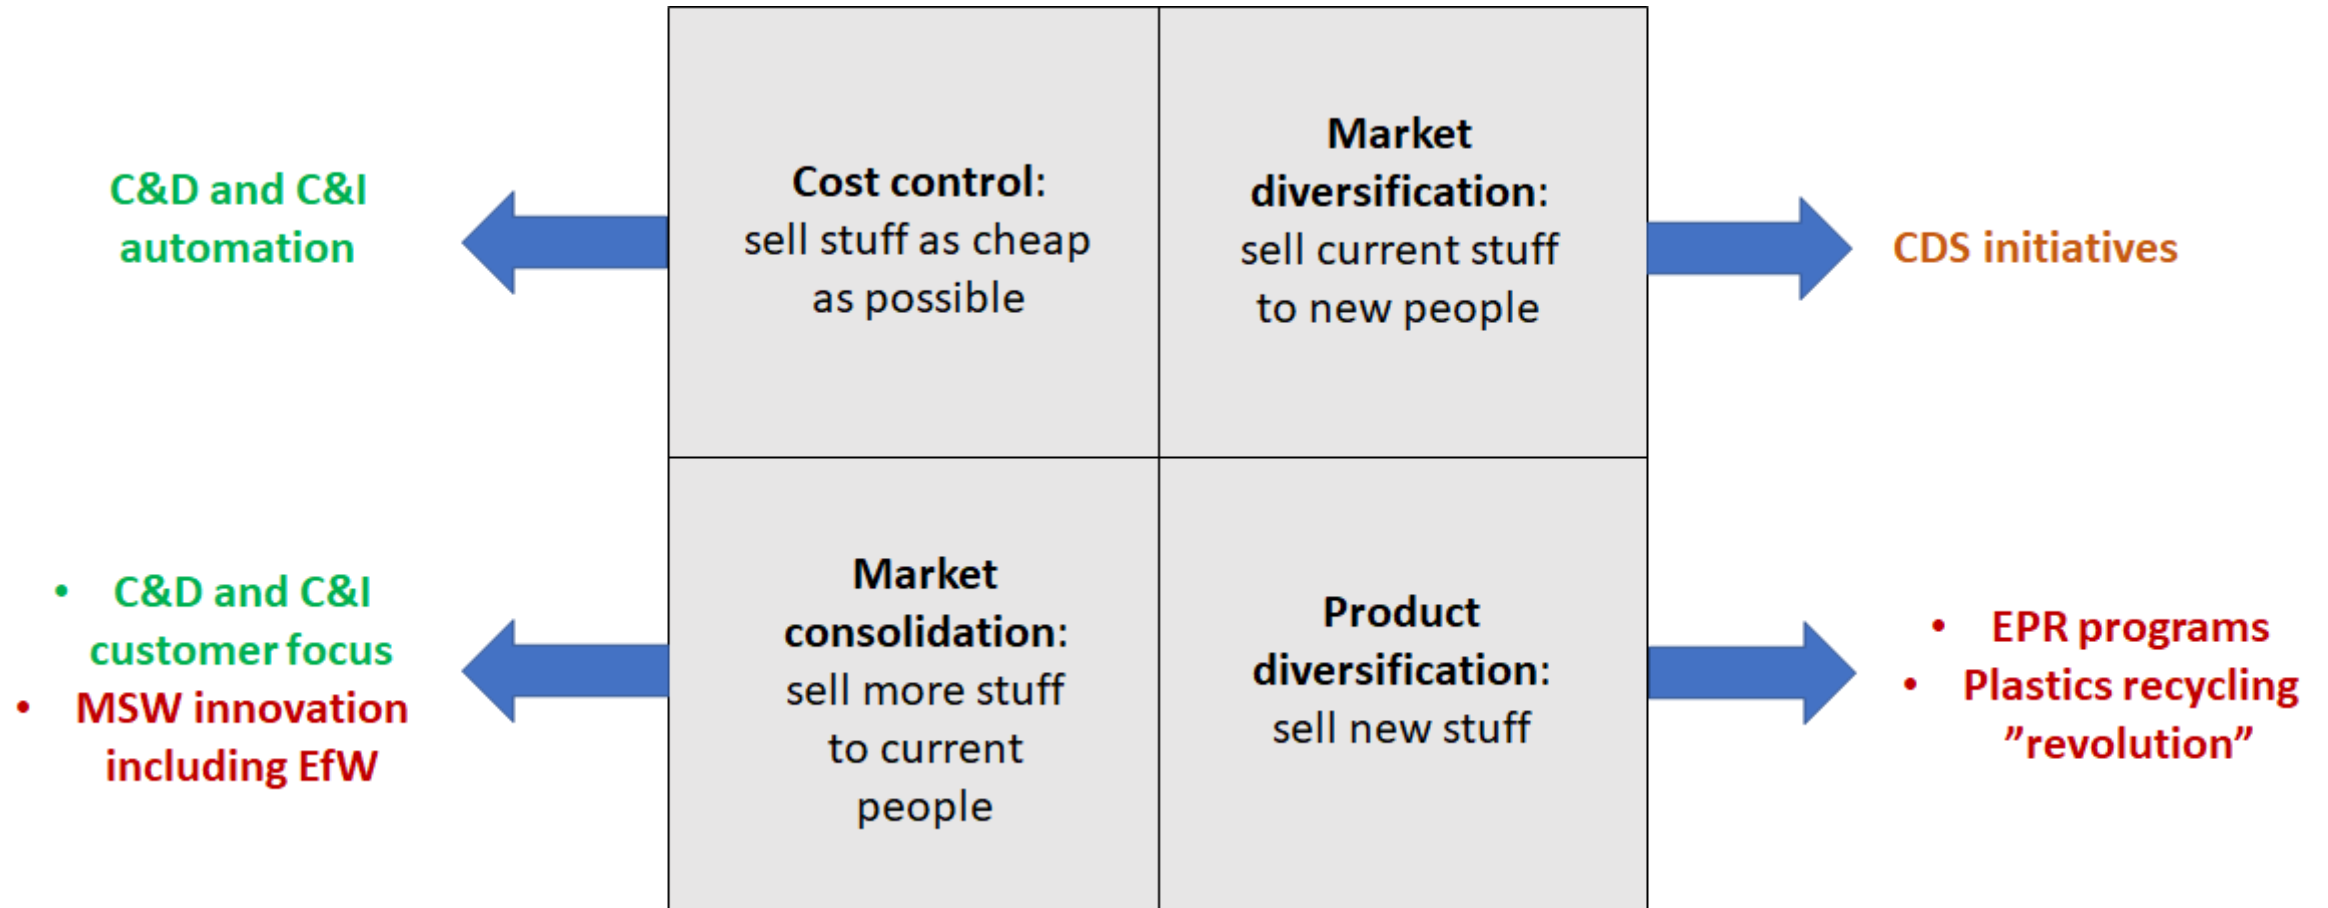 C&D and C&I
automation
Cost control:
sell stuff as cheap
as possible
Market
diversification:
sell current stuff
to new people
CDS initiatives
• C&D and C&I
customer focus
• MSW innovation
including EfW
Market
consolidation:
sell more stuff
to current
people
Product
diversification:
sell new stuff
• EPR programs
• Plastics recycling
”revolution”